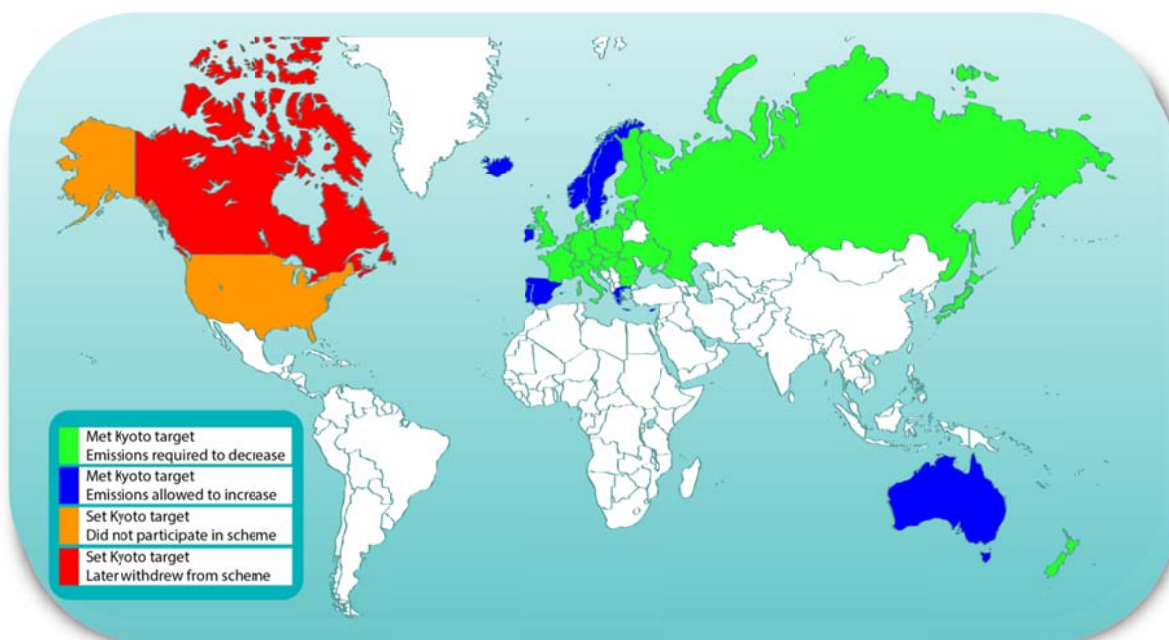 Met Kyoto target
Emissions required to decrease
Met Kyoto target
Emissions allowed to increase
Set Kyoto target
Did not participate in scheme
Set Kyoto target
Later withdrew from scheme